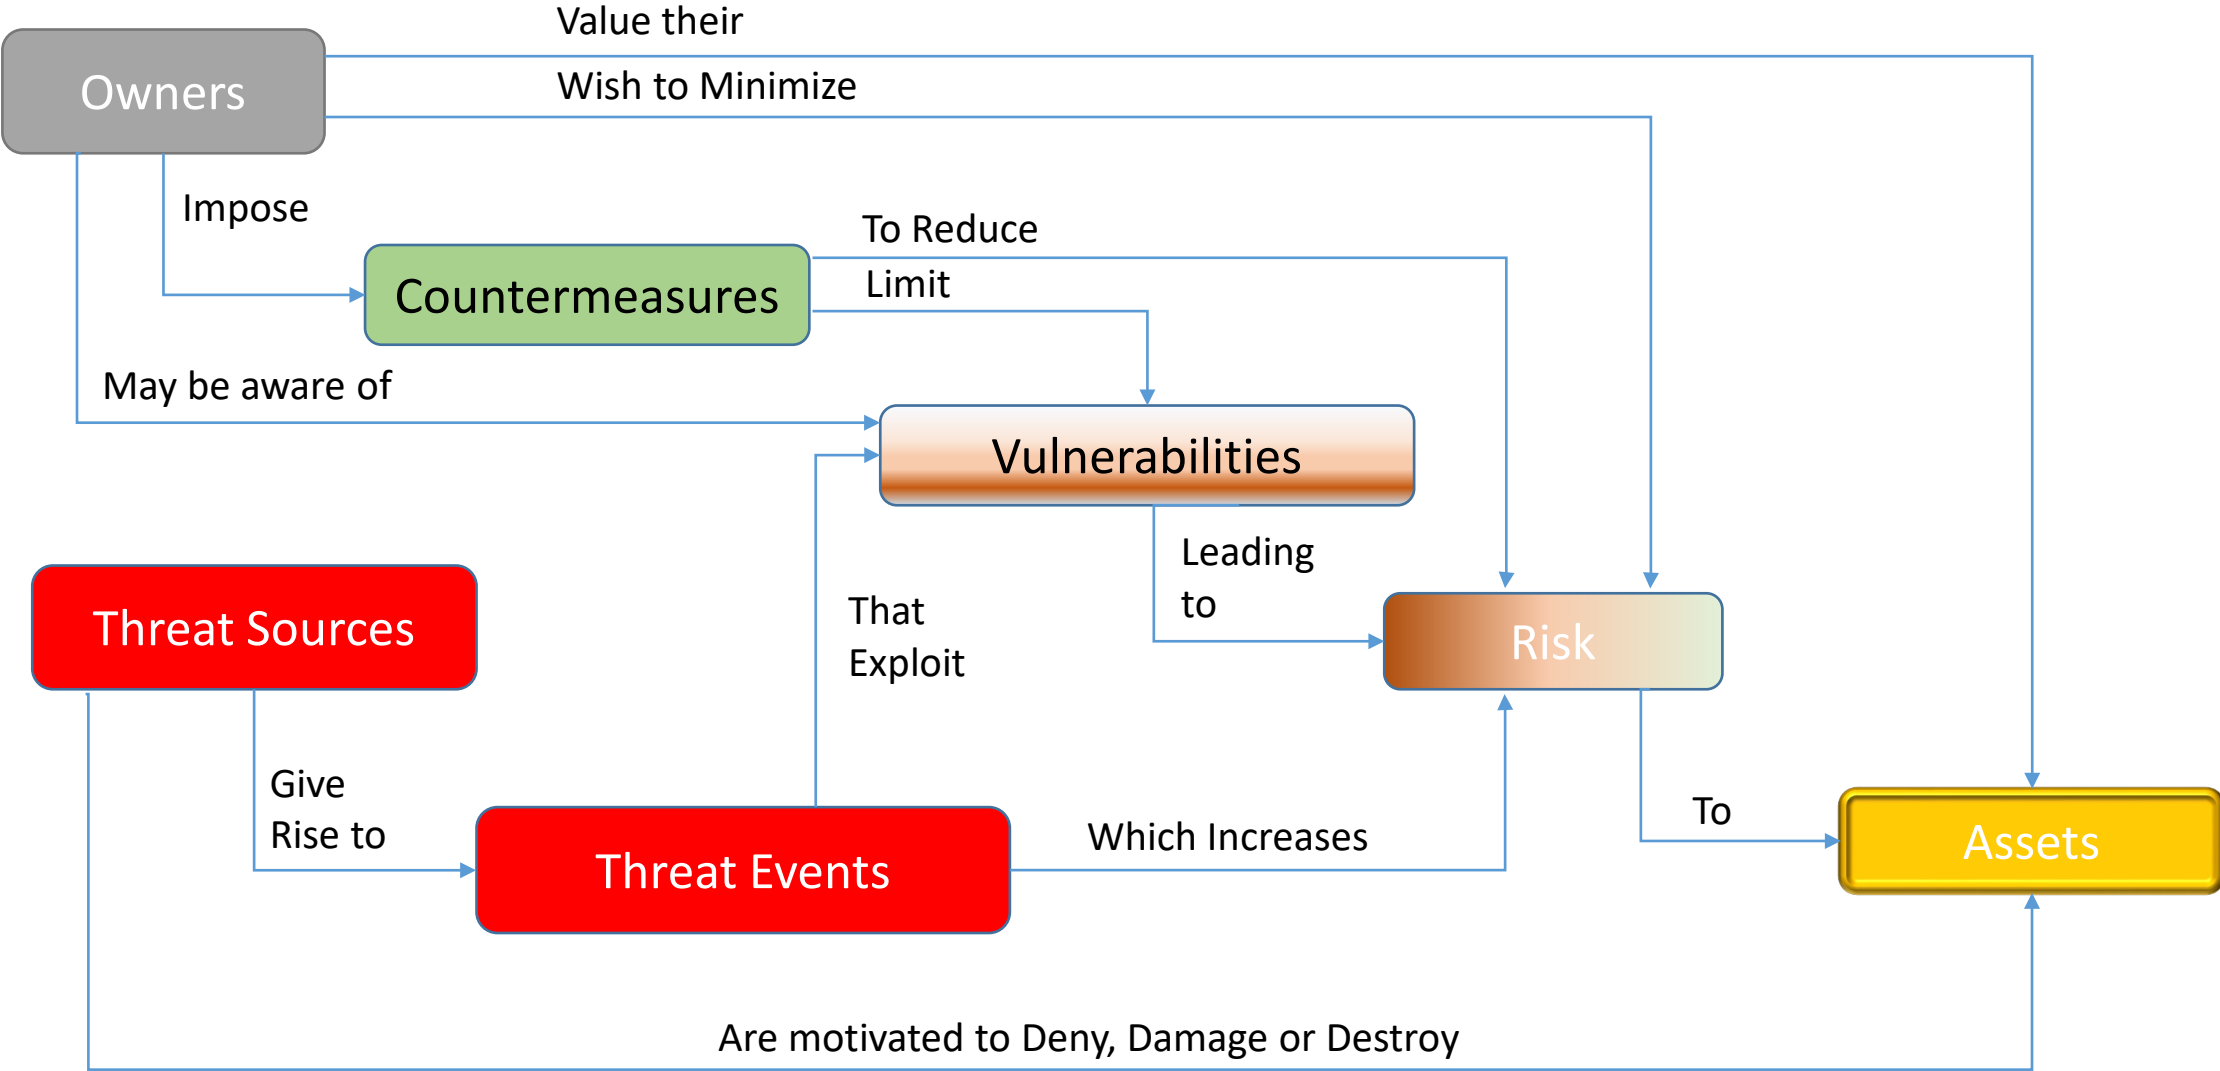 Value their
Owners
Wish to Minimize
Impose
To Reduce
Limit
Countermeasures
May be aware of
Vulnerabilities
Leading
to
Threat Sources
That
Exploit
Risk
Give
Rise to
Threat Events
Which Increases
To
Assets
Are motivated to Deny, Damage or Destroy